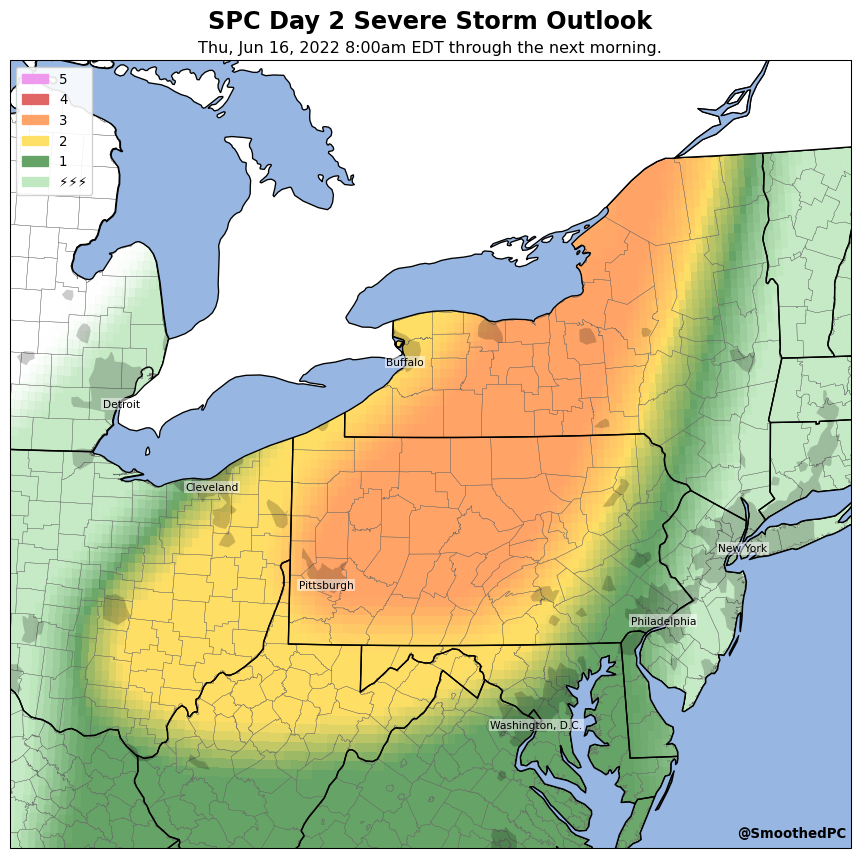 SPC Day 2 Severe Storm Outlook
Thu, Jun 16, 2022 8:00am EDT through the next morning.
5
4
3
2
1
⚡⚡⚡
Buffalo
Detroit
Cleveland
New York
Pittsburgh
Philadelphia
Washington, D.C.
@SmoothedPC